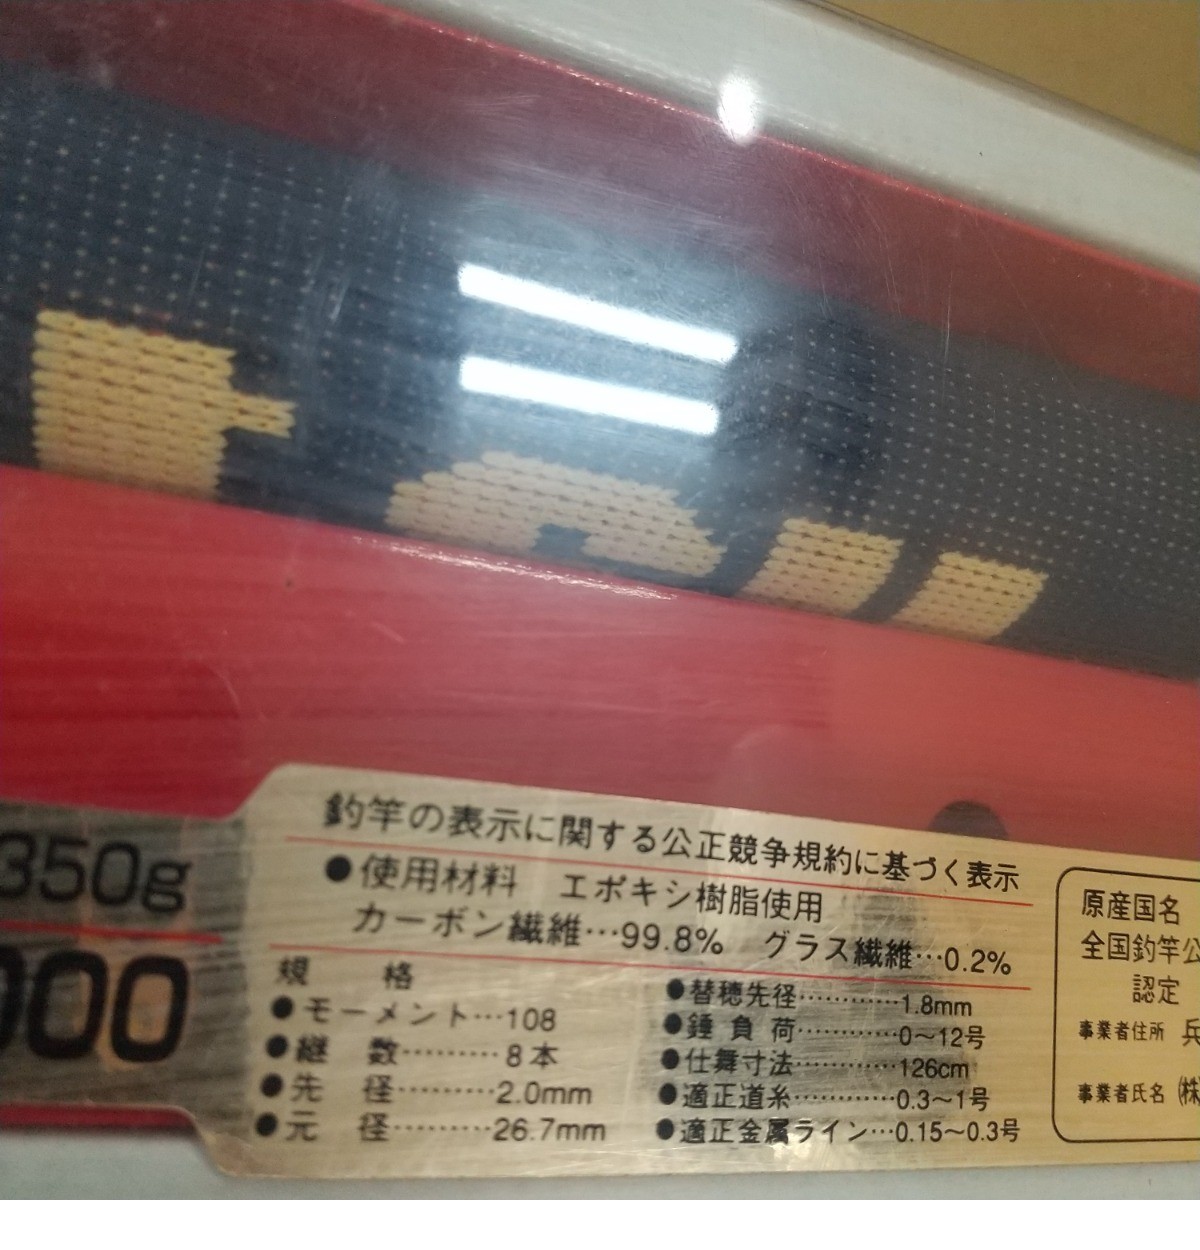 350g
000
釣竿の表示に関する公正競争規約に基づく表示
●使用材料 エポキシ樹脂使用
カーボン繊維…99.8% グラス繊維…0.2%
規 格
●モーメント…108
●継 数………8本
●先 径………2.0mm
●元 径………26.7mm
●替穂先径…………1.8mm
●錘負荷…………0〜12号
●仕舞寸法…………126cm
●適正道糸…………0.3〜1号
●適正金属ライン…0.15〜0.3号
原産国名
全国釣竿公
認定
事業者住所 兵
事業者氏名 ㈱